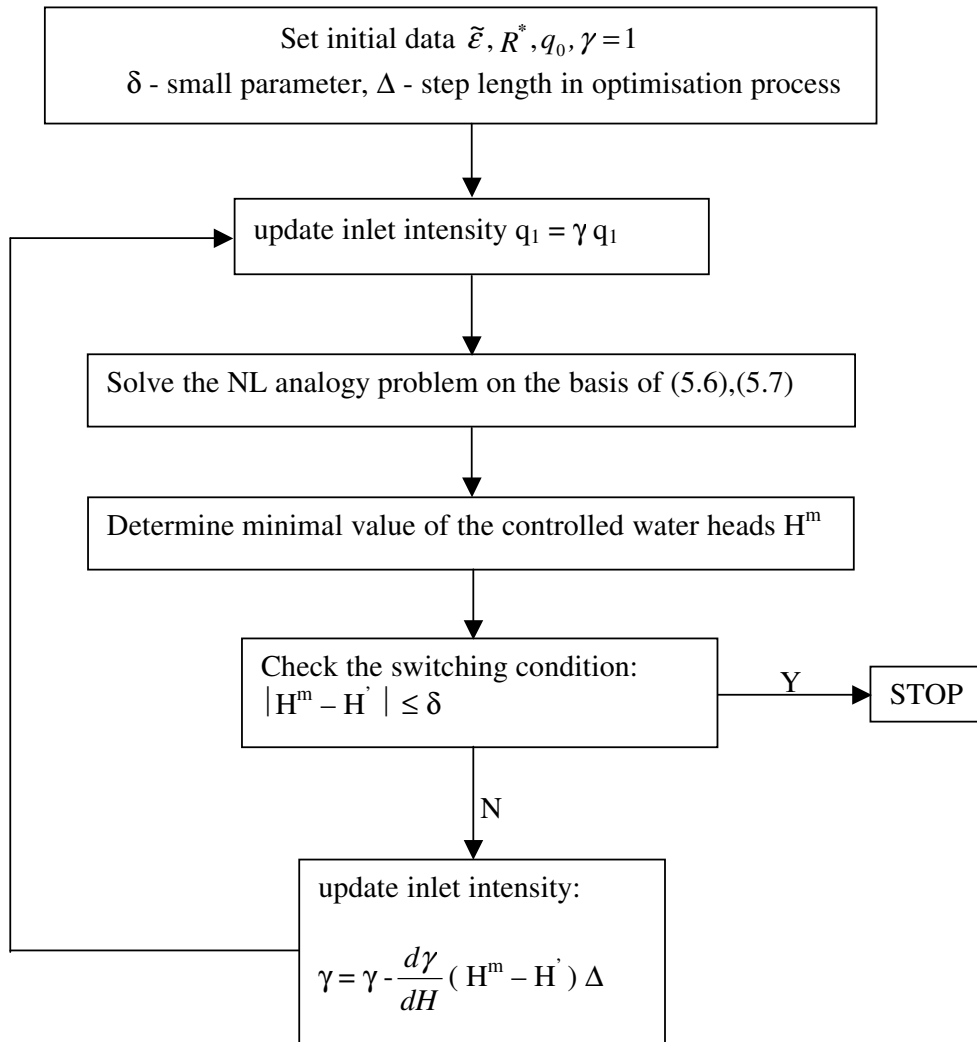 Set initial data ε̃, R*, q₀, γ = 1
δ - small parameter, Δ - step length in optimisation process
update inlet intensity q₁ = γ q₁
Solve the NL analogy problem on the basis of (5.6),(5.7)
Determine minimal value of the controlled water heads Hᵐ
Check the switching condition:
|Hᵐ – H’ | ≤ δ
Y
STOP
N
update inlet intensity:
γ = γ - dγ/dH ( Hᵐ – H’ ) Δ